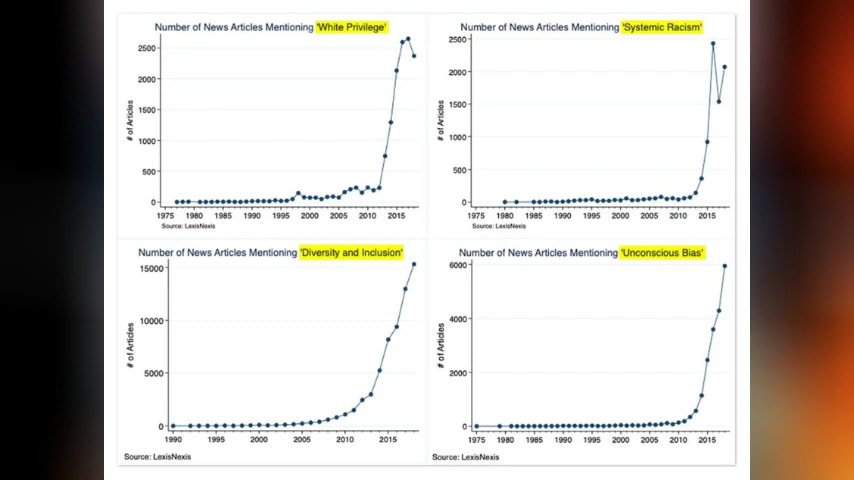 Number of News Articles Mentioning 'White Privilege'
2500
2000
1500
1000
500
0
# of Articles
1975 1980 1985 1990 1995 2000 2005 2010 2015
Source: LexisNexis
Number of News Articles Mentioning 'Systemic Racism'
2500
2000
1500
1000
500
0
# of Articles
1975 1980 1985 1990 1995 2000 2005 2010 2015
Source: LexisNexis
Number of News Articles Mentioning 'Diversity and Inclusion'
15000
10000
5000
0
# of Articles
1990 1995 2000 2005 2010 2015
Source: LexisNexis
Number of News Articles Mentioning 'Unconscious Bias'
6000
4000
2000
0
# of Articles
1975 1980 1985 1990 1995 2000 2005 2010 2015
Source: LexisNexis